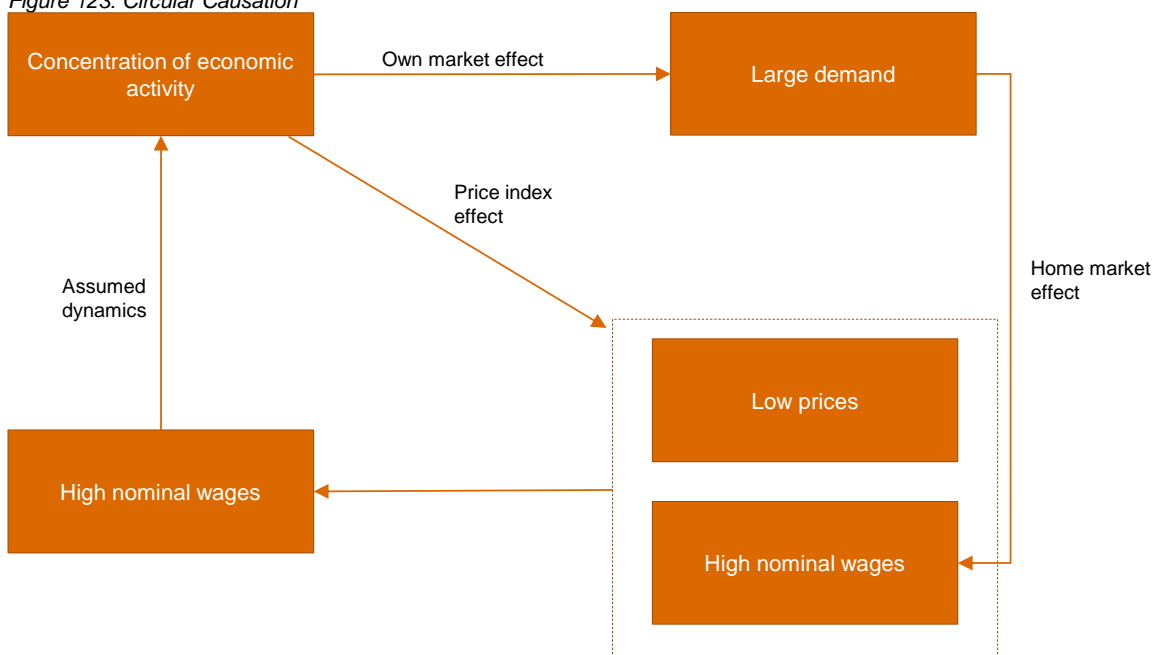 Figure 123: Circular Causation
Concentration of economic
activity
Own market effect
Large demand
Price index
effect
Home market
effect
Assumed
dynamics
Low prices
High nominal wages
High nominal wages